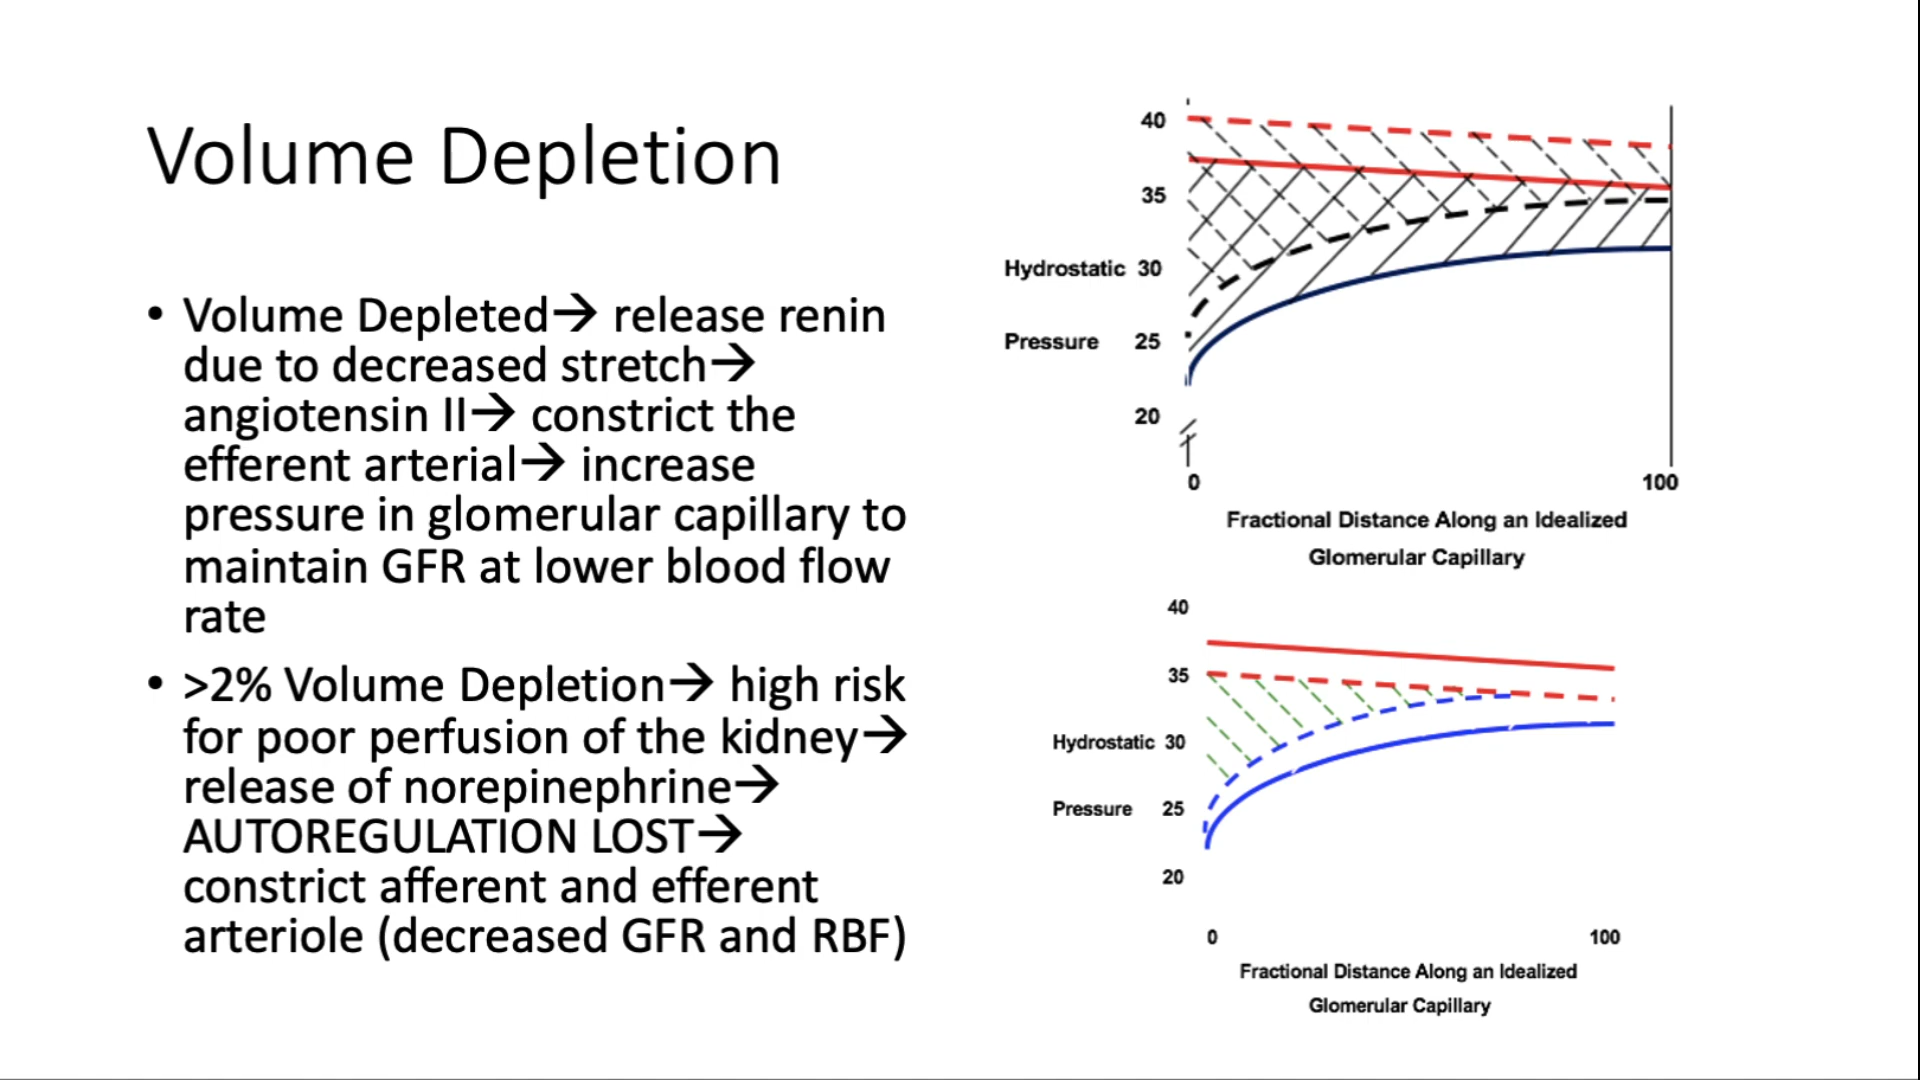 Volume Depletion
• Volume Depleted→ release renin
due to decreased stretch→
angiotensin II→ constrict the
efferent arterial→ increase
pressure in glomerular capillary to
maintain GFR at lower blood flow
rate
• >2% Volume Depletion→ high risk
for poor perfusion of the kidney→
release of norepinephrine→
AUTOREGULATION LOST→
constrict afferent and efferent
arteriole (decreased GFR and RBF)
40
35
Hydrostatic 30
Pressure 25
20
0 100
Fractional Distance Along an Idealized
Glomerular Capillary
40
35
Hydrostatic 30
Pressure 25
20
0 100
Fractional Distance Along an Idealized
Glomerular Capillary